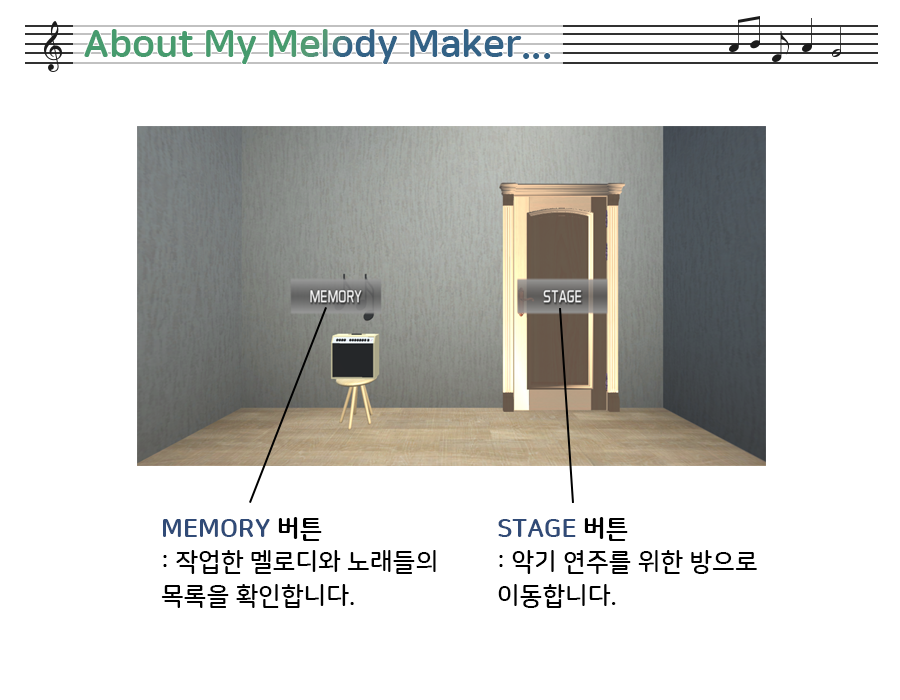 About My Melody Maker...
MEMORY
STAGE
MEMORY 버튼
: 작업한 멜로디와 노래들의
목록을 확인합니다.
STAGE 버튼
: 악기 연주를 위한 방으로
이동합니다.